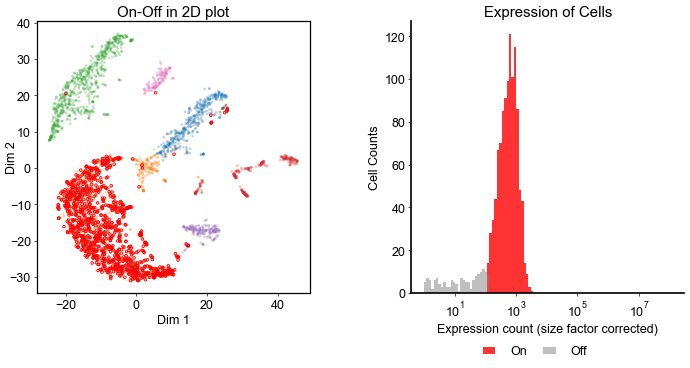 On-Off in 2D plot
40
30
20
10
0
−10
−20
−30
Dim 2
−20 0 20 40
Dim 1
Expression of Cells
120
100
80
60
40
20
0
Cell Counts
10^1 10^3 10^5 10^7
Expression count (size factor corrected)
On Off